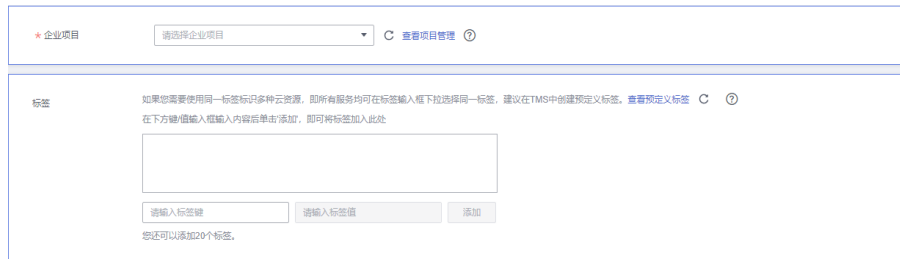 * 企业项目 请选择企业项目 查看项目管理
标签 如果您需要使用同一标签标识多种云资源，即所有服务均可在标签输入框下拉选择同一标签，建议在TMS中创建预定义标签。查看预定义标签
在下方键/值输入框输入内容后单击'添加'，即可将标签加入此处
请输入标签键 请输入标签值 添加
您还可以添加20个标签。